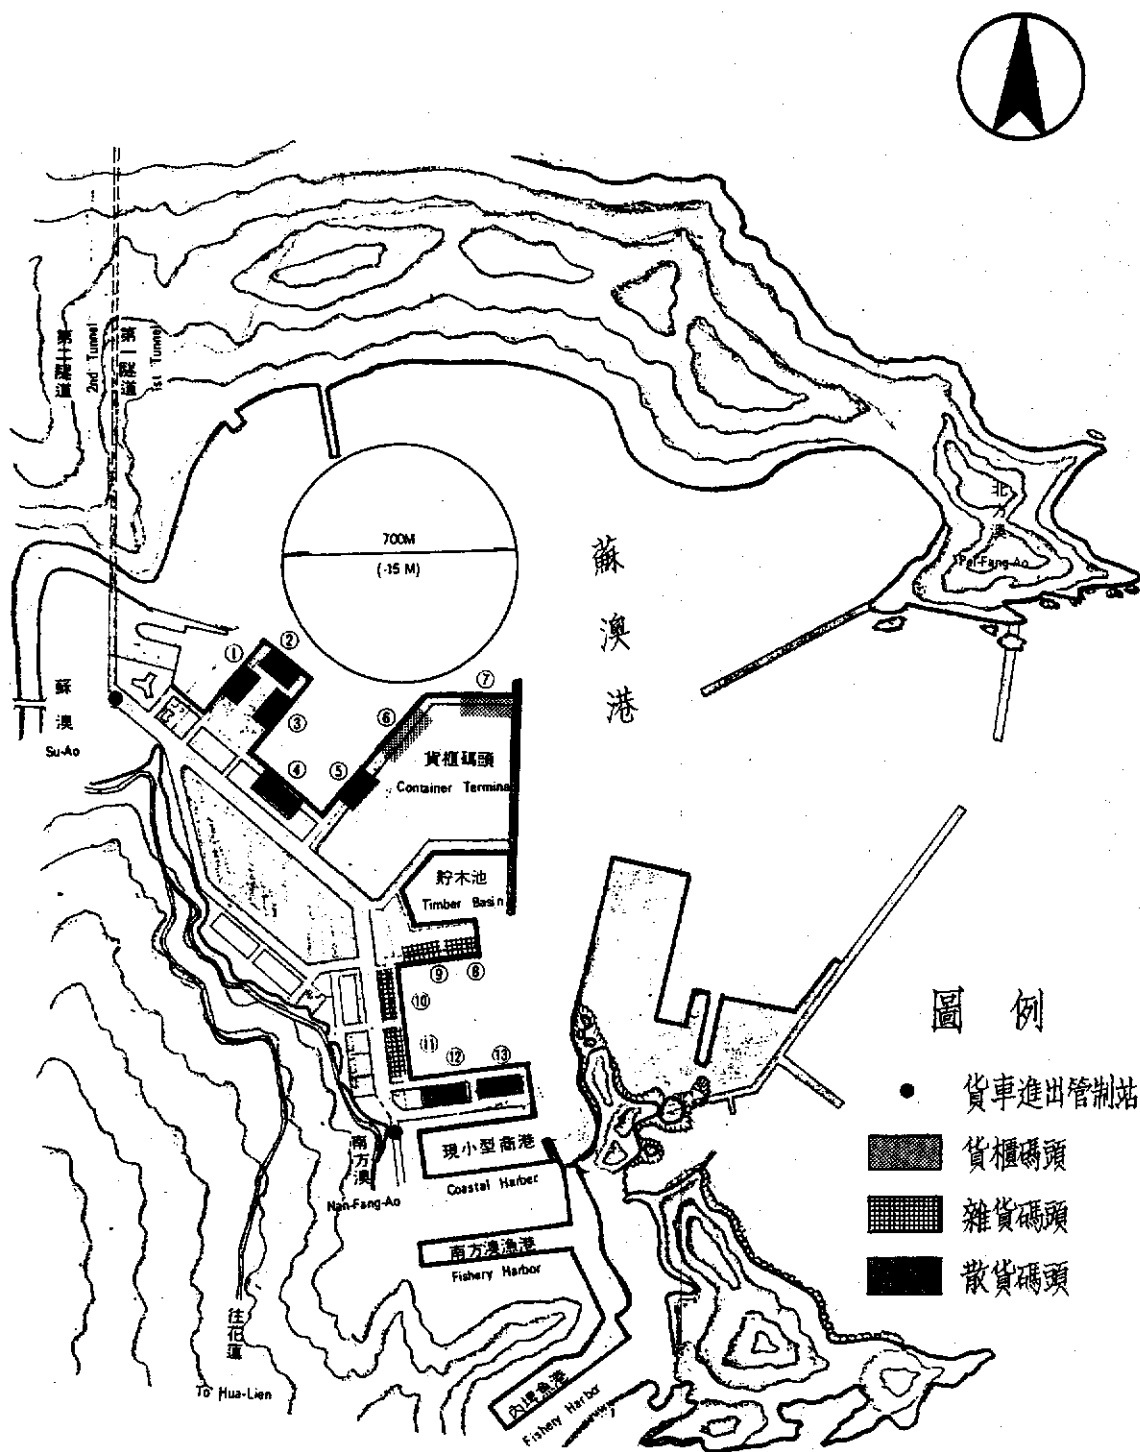 第二隧道
2nd Tunnel
第一隧道
1st Tunnel
700M
(-15 M)
蘇澳港
北方澳
Pei-Fang-Ao
①
②
③
④
⑤
⑥
⑦
蘇澳
Su-Ao
貨櫃碼頭
Container Terminal
貯木池
Timber Basin
⑨
⑧
⑩
⑪
⑫
⑬
南方澳
Nan-Fang-Ao
現小型商港
Coastal Harber
南方澳漁港
Fishery Harbor
內埤魚港
Fishery Harbor
往花蓮
To Hua-Lien
圖例
貨車進出管制站
貨櫃碼頭
雜貨碼頭
散貨碼頭